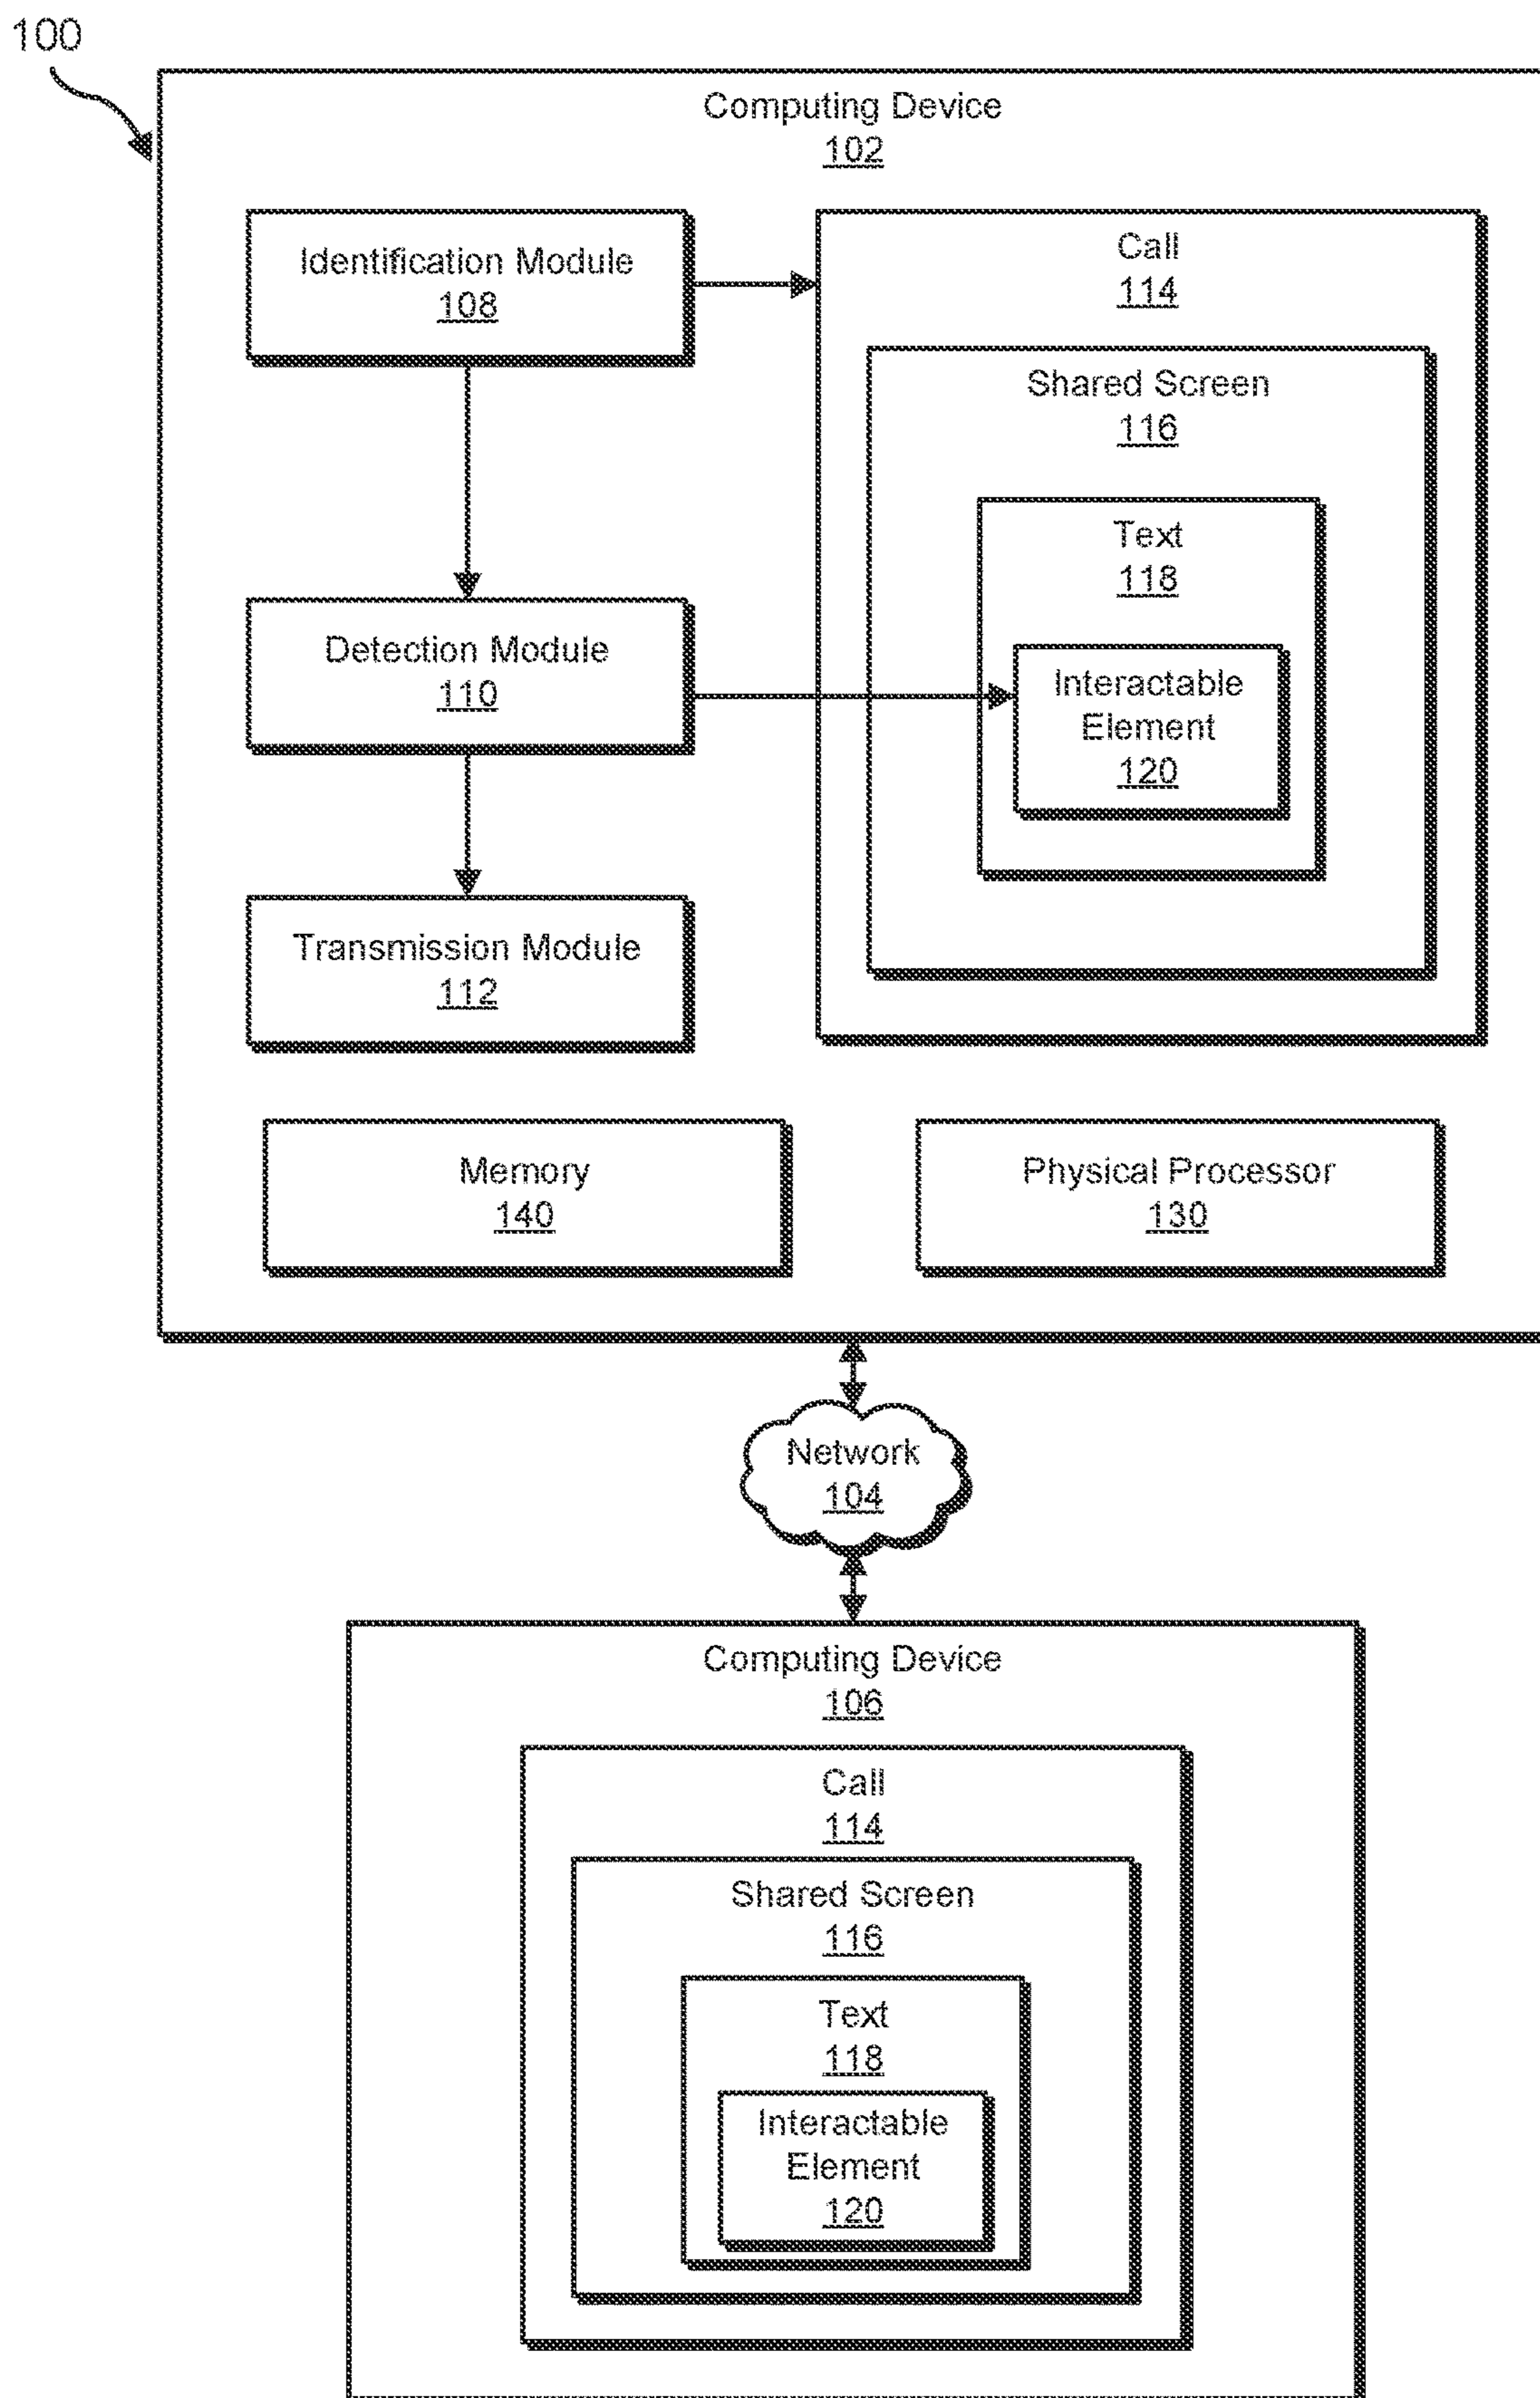 100
Computing Device
102
Identification Module
108
Call
114
Shared Screen
116
Text
118
Detection Module
110
Interactable
Element
120
Transmission Module
112
Memory
140
Physical Processor
130
Network
104
Computing Device
106
Call
114
Shared Screen
116
Text
118
Interactable
Element
120